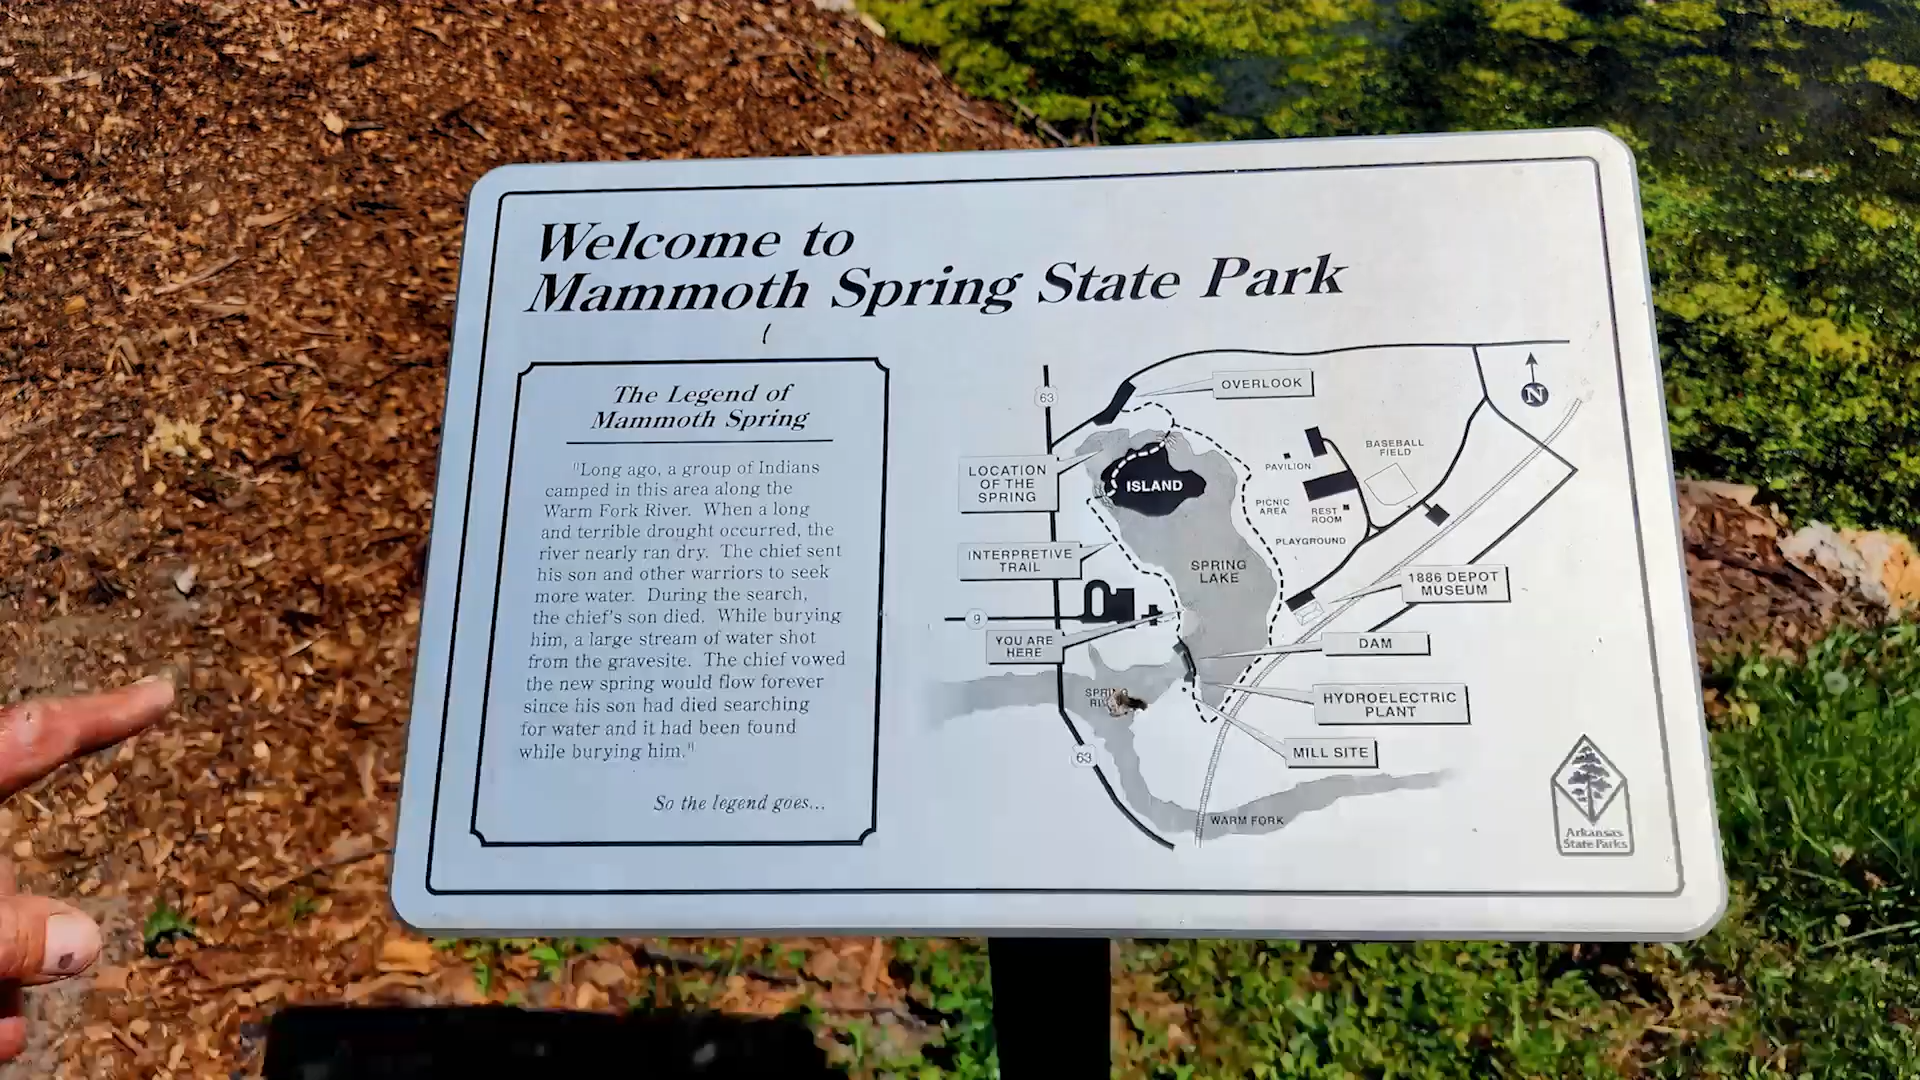 Welcome to
Mammoth Spring State Park
The Legend of
Mammoth Spring
"Long ago, a group of Indians
camped in this area along the
Warm Fork River. When a long
and terrible drought occurred, the
river nearly ran dry. The chief sent
his son and other warriors to seek
more water. During the search,
the chief's son died. While burying
him, a large stream of water shot
from the gravesite. The chief vowed
the new spring would flow forever
since his son had died searching
for water and it had been found
while burying him."
So the legend goes...
63
OVERLOOK
N
LOCATION
OF THE
SPRING
ISLAND
PAVILION
BASEBALL
FIELD
PICNIC
AREA
REST
ROOM
PLAYGROUND
INTERPRETIVE
TRAIL
SPRING
LAKE
1886 DEPOT
MUSEUM
9
YOU ARE
HERE
DAM
HYDROELECTRIC
PLANT
MILL SITE
63
WARM FORK
Arkansas
State Parks